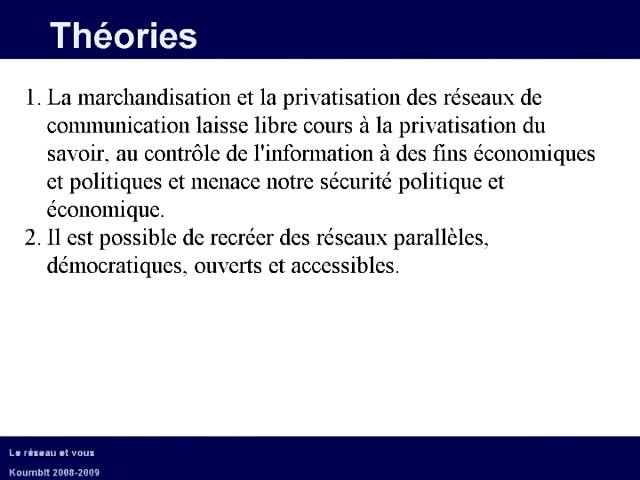 Théories
1. La marchandisation et la privatisation des réseaux de
communication laisse libre cours à la privatisation du
savoir, au contrôle de l'information à des fins économiques
et politiques et menace notre sécurité politique et
économique.
2. Il est possible de recréer des réseaux parallèles,
démocratiques, ouverts et accessibles.
Le réseau et vous
Koumbit 2008-2009